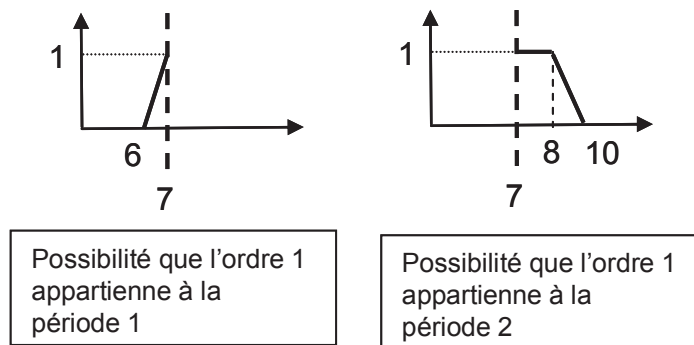 1
6
7
1
8 10
7
Possibilité que l'ordre 1
appartienne à la
période 1
Possibilité que l'ordre 1
appartienne à la
période 2